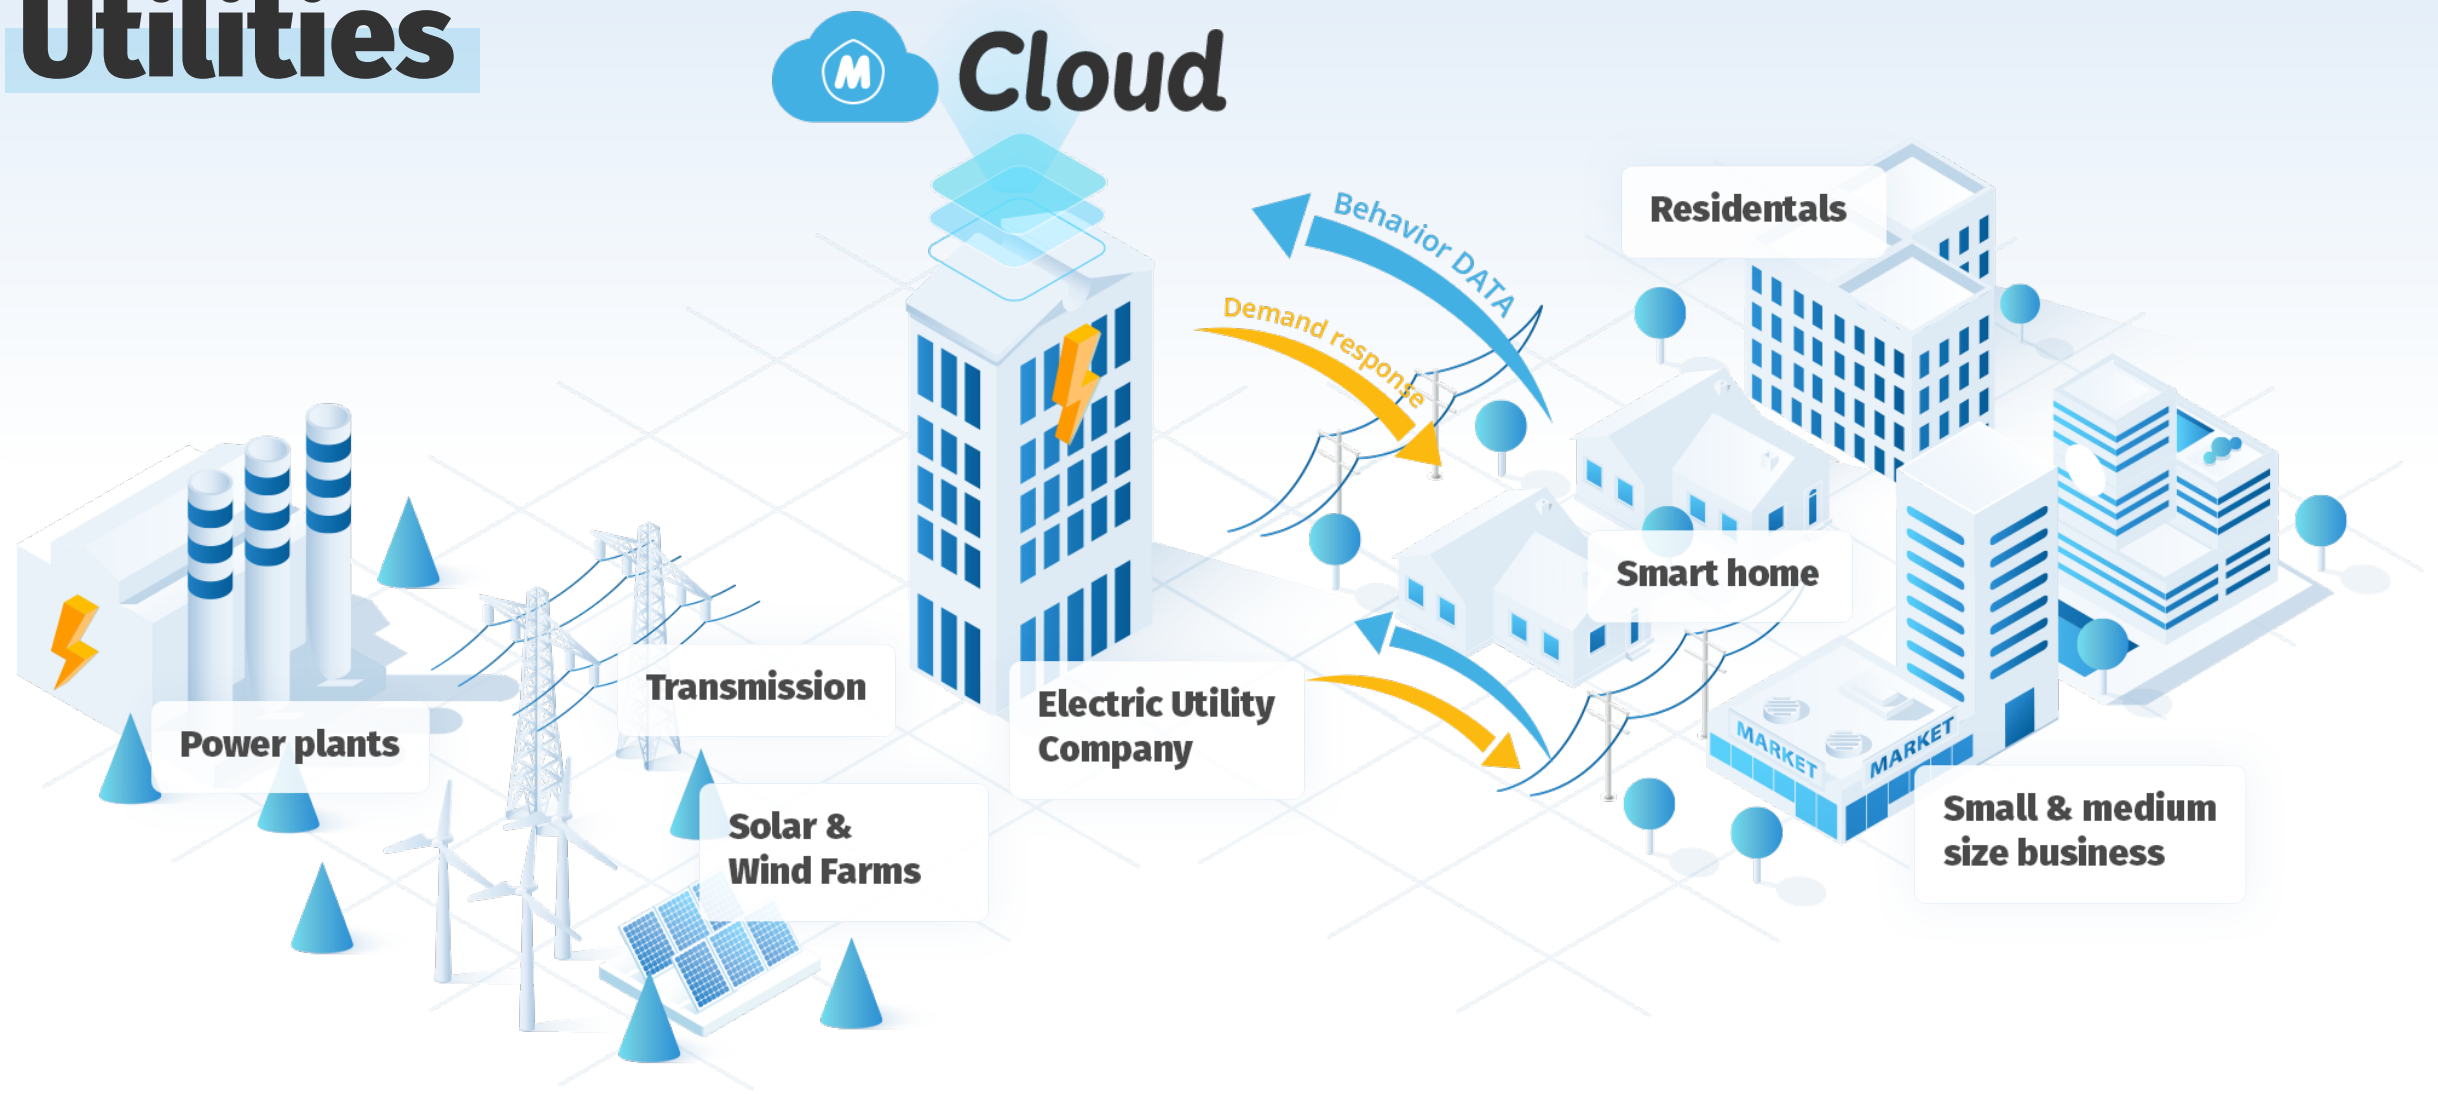 Utilities
M Cloud
Behavior DATA
Demand response
Residentals
Smart home
Transmission
Electric Utility
Company
Power plants
MARKET MARKET
Small & medium
size business
Solar &
Wind Farms